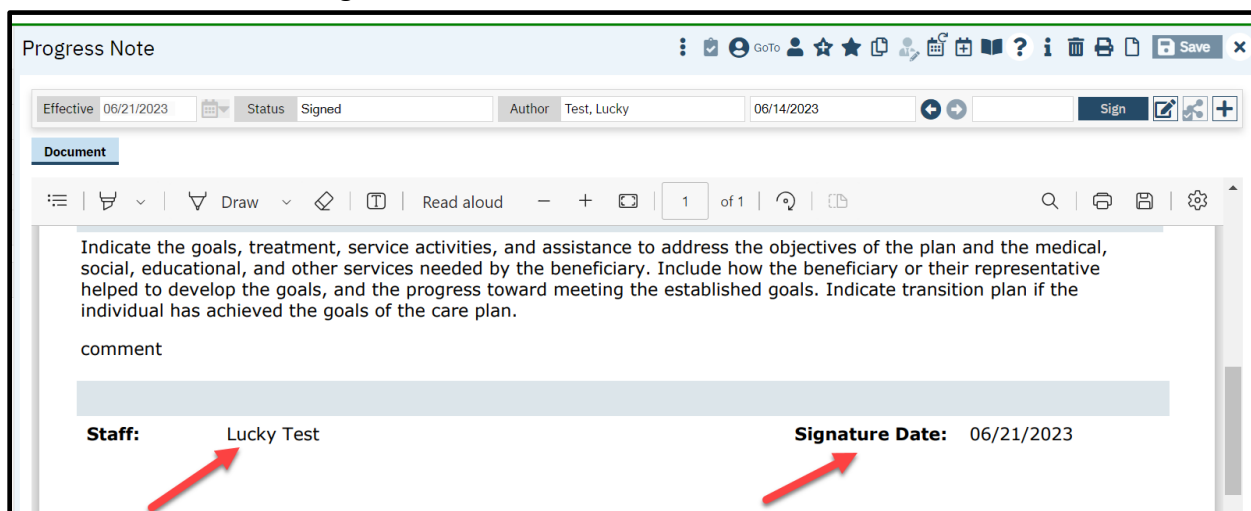 Progress Note
GoTo
? i
Save
Effective 06/21/2023 Status Signed Author Test, Lucky 06/14/2023 Sign
Document
Draw T Read aloud 1 of 1
Indicate the goals, treatment, service activities, and assistance to address the objectives of the plan and the medical,
social, educational, and other services needed by the beneficiary. Include how the beneficiary or their representative
helped to develop the goals, and the progress toward meeting the established goals. Indicate transition plan if the
individual has achieved the goals of the care plan.
comment
Staff: Lucky Test Signature Date: 06/21/2023